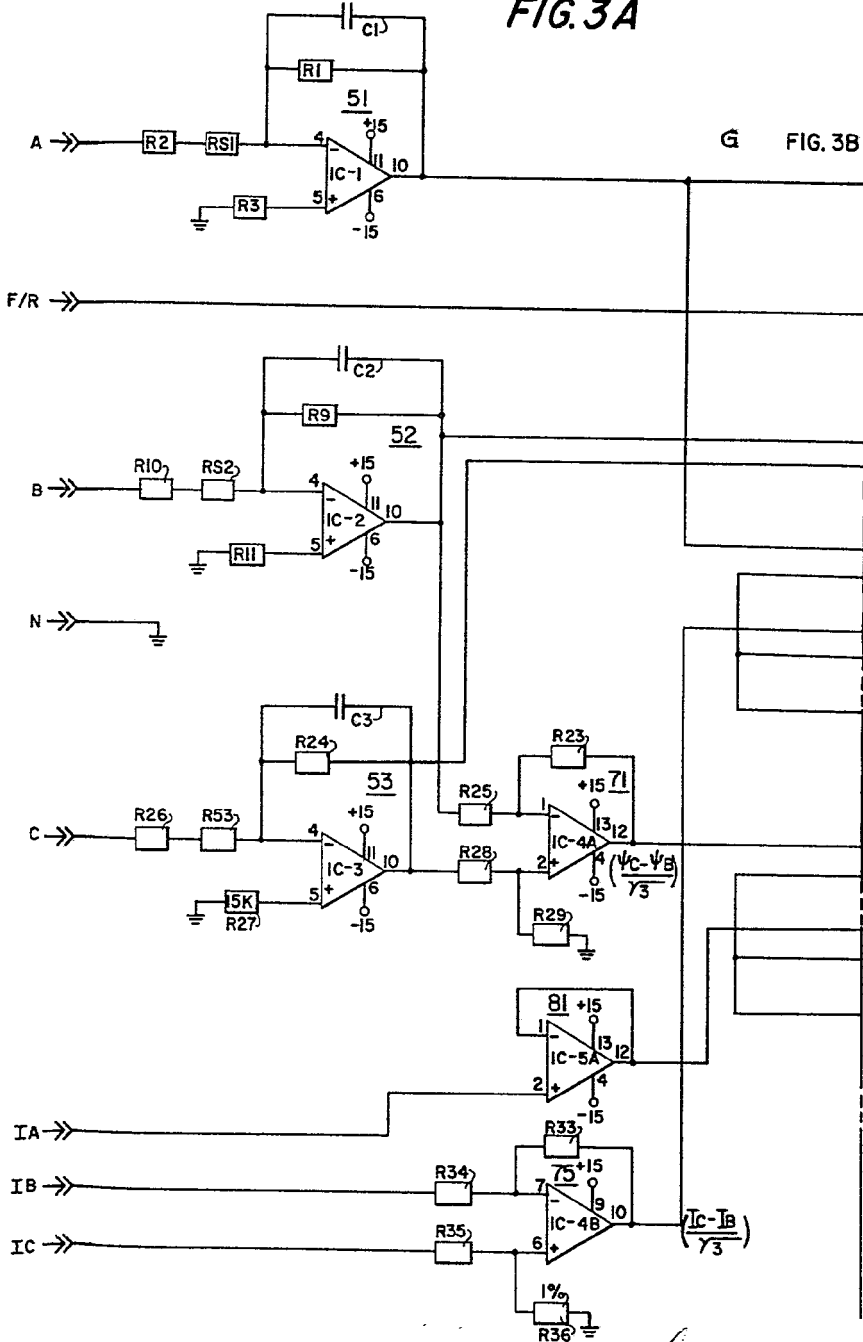 FIG. 3A
C1
R1
51
+15
A
R2
RS1
4
-
11
10
G
FIG. 3B
IC-1
R3
5
+
6
-15
F/R
C2
R9
52
R10
RS2
+15
B
4
-
11
10
IC-2
R11
5
+
6
-15
N
C3
R24
R23
53
R25
+15
71
R26
R53
+15
1
-
13
12
C
4
-
11
10
R28
IC-4A
IC-3
2
+
4
(ΨC-ΨB)
γ3
-15
15K
5
+
6
R27
-15
R29
81
+15
1
-
13
12
IC-5A
2
+
4
-15
IA
R33
R34
75
+15
IB
7
-
9
10
R35
IC-4B
(IC-IB)
γ3
IC
6
+
1%
R36